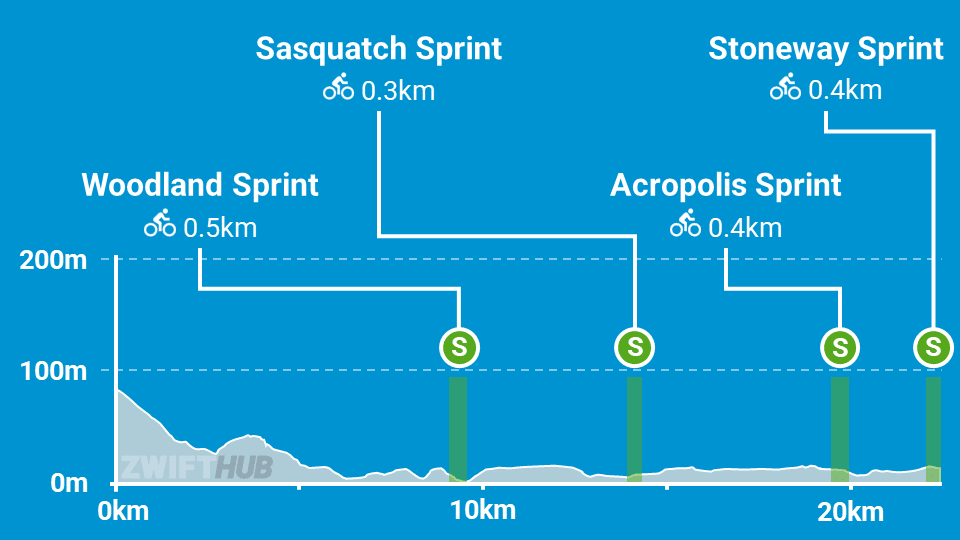 Sasquatch Sprint
0.3km
Stoneway Sprint
0.4km
Woodland Sprint
0.5km
Acropolis Sprint
0.4km
200m
S
S
S
S
100m
ZWIFTHUB
0m
0km
10km
20km